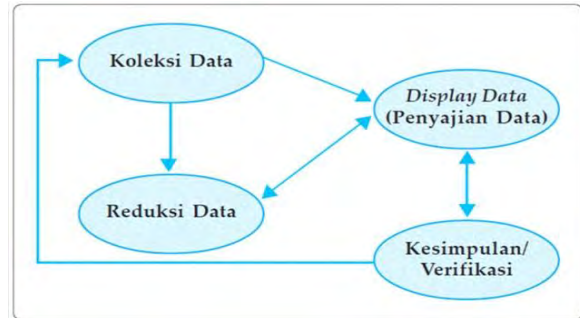 Koleksi Data
Display Data
(Penyajian Data)
Reduksi Data
Kesimpulan/
Verifikasi